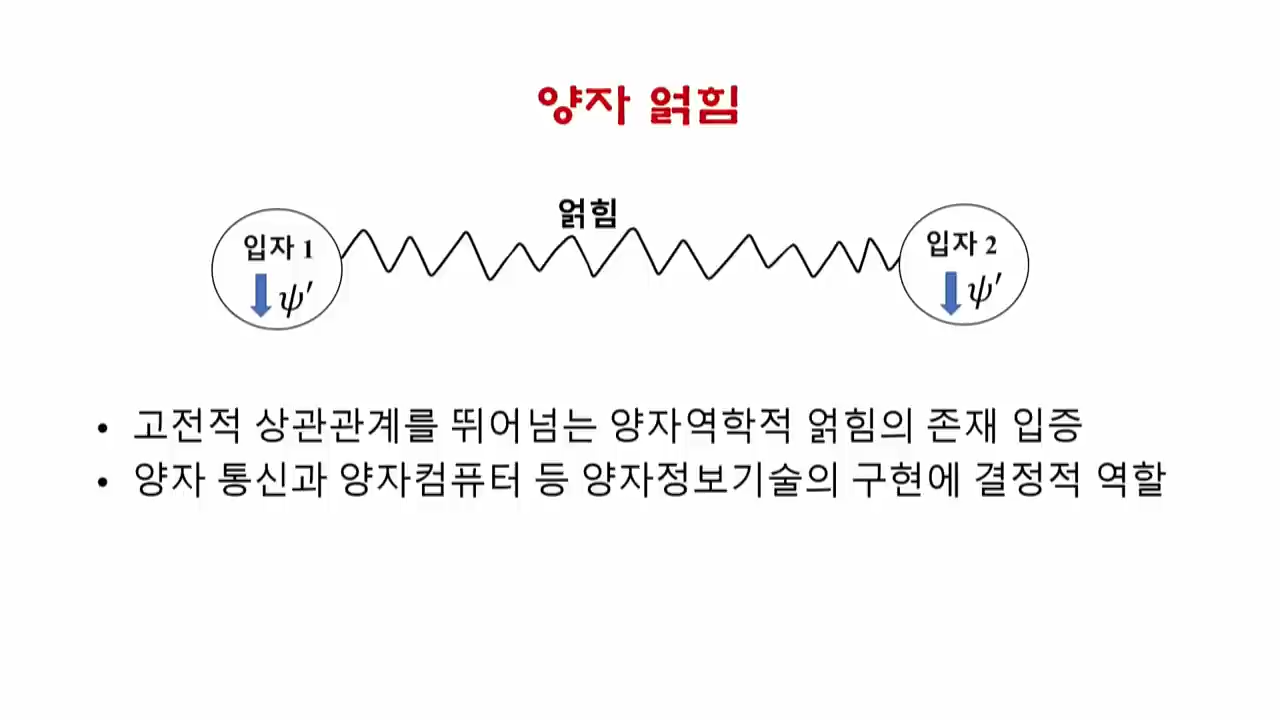 양자 얽힘
얽힘
입자 1
ψ′
입자 2
ψ′
• 고전적 상관관계를 뛰어넘는 양자역학적 얽힘의 존재 입증
• 양자 통신과 양자컴퓨터 등 양자정보기술의 구현에 결정적 역할